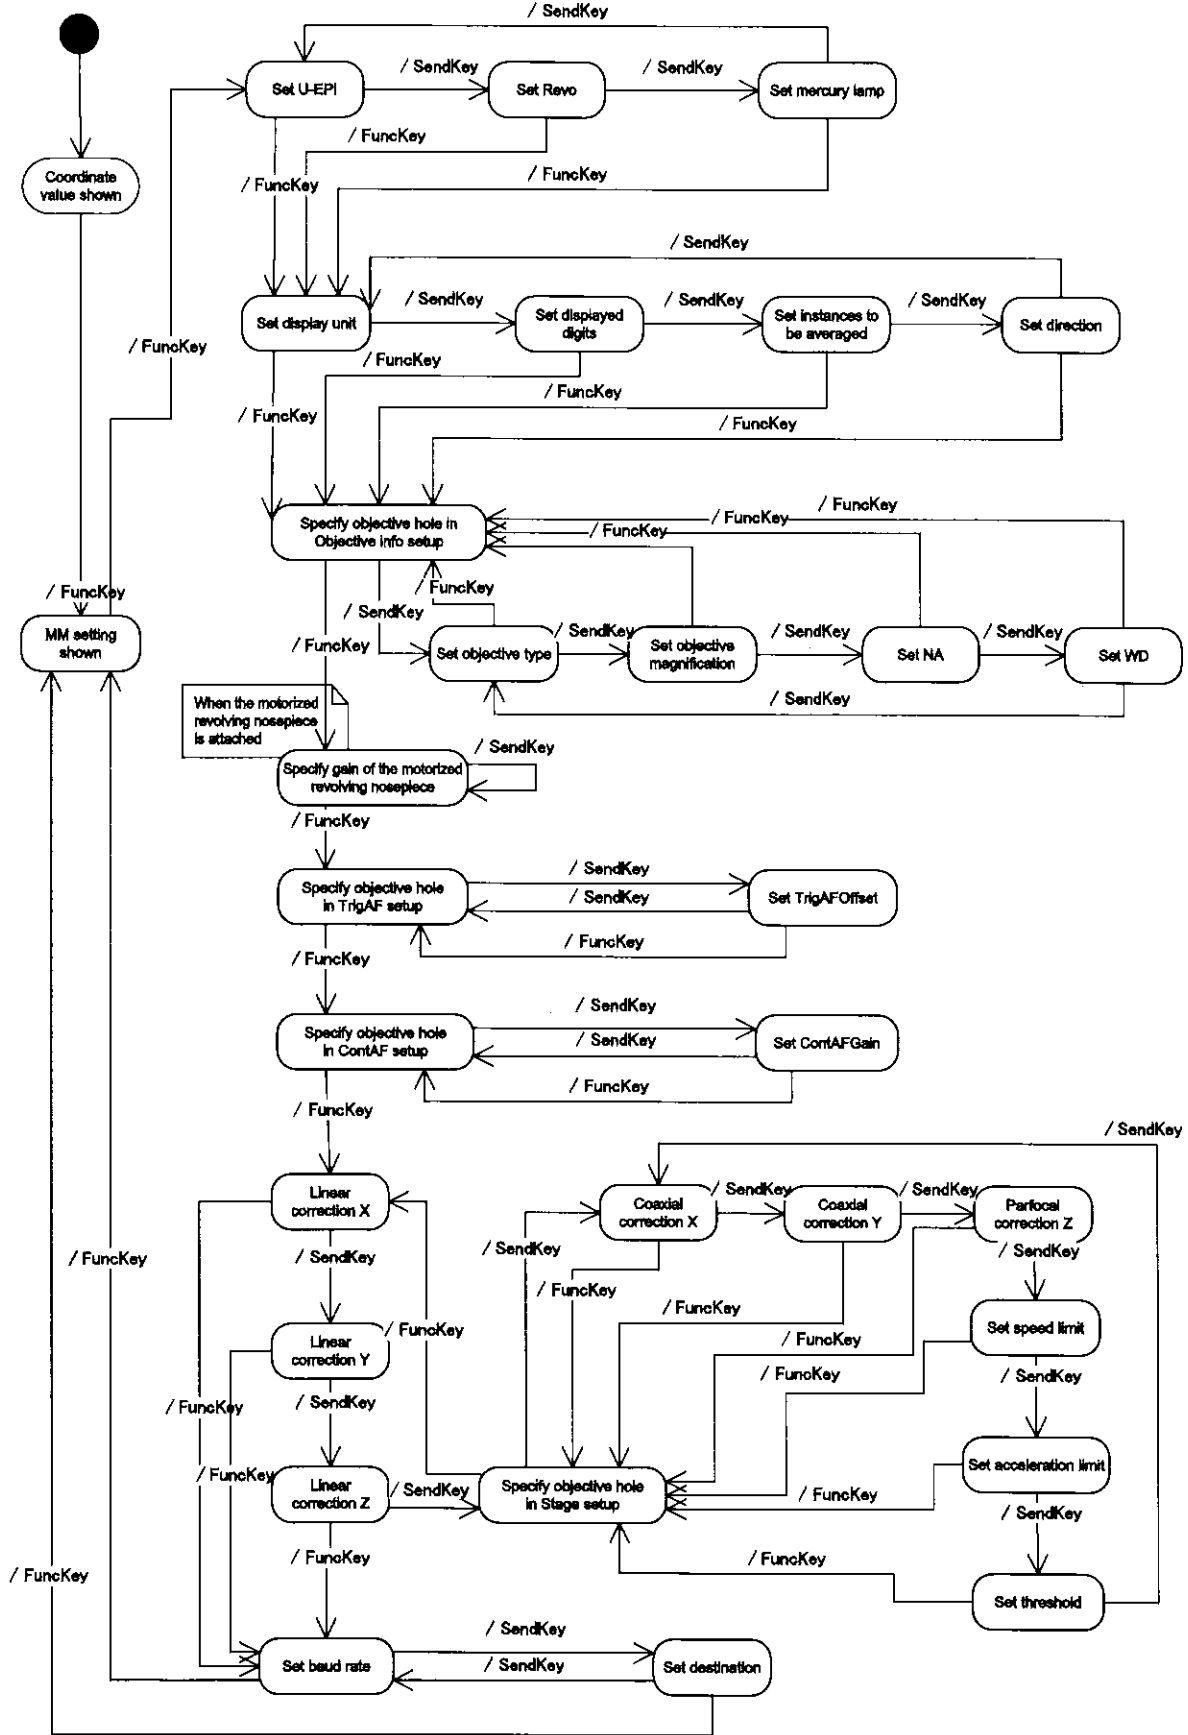 / SendKey
/ SendKey
/ SendKey
Set U-EPI
Set Revo
Set mercury lamp
/ FuncKey
/ FuncKey
/ FuncKey
Coordinate
value shown
/ SendKey
/ SendKey
/ SendKey
/ SendKey
Set display unit
Set displayed
digits
Set instances to
be averaged
Set direction
/ FuncKey
/ FuncKey
/ FuncKey
/ FuncKey
/ FuncKey
/ FuncKey
/ FuncKey
/ FuncKey
Specify objective hole in
Objective info setup
/ FuncKey
/ FuncKey
/ SendKey
MM setting
shown
/ FuncKey
/ SendKey
/ SendKey
/ SendKey
Set objective type
Set objective
magnification
Set NA
Set WD
/ SendKey
When the motorized
revolving nosepiece
is attached
/ SendKey
Specify gain of the motorized
revolving nosepiece
/ FuncKey
/ SendKey
Specify objective hole
in TrigAF setup
/ SendKey
Set TrigAFOffset
/ FuncKey
/ FuncKey
/ SendKey
Specify objective hole
in ContAF setup
/ SendKey
Set ContAFGain
/ FuncKey
/ FuncKey
/ SendKey
Linear
correction X
Coaxial
correction X
/ SendKey
Coaxial
correction Y
/ SendKey
Parfocal
correction Z
/ SendKey
/ SendKey
/ SendKey
/ FuncKey
/ FuncKey
/ FuncKey
/ FuncKey
/ FuncKey
Set speed limit
Linear
correction Y
/ FuncKey
/ SendKey
/ SendKey
/ FuncKey
Set acceleration limit
/ FuncKey
Linear
correction Z
/ SendKey
Specify objective hole
in Stage setup
/ FuncKey
/ SendKey
/ FuncKey
/ FuncKey
/ FuncKey
Set threshold
/ SendKey
Set baud rate
/ SendKey
Set destination